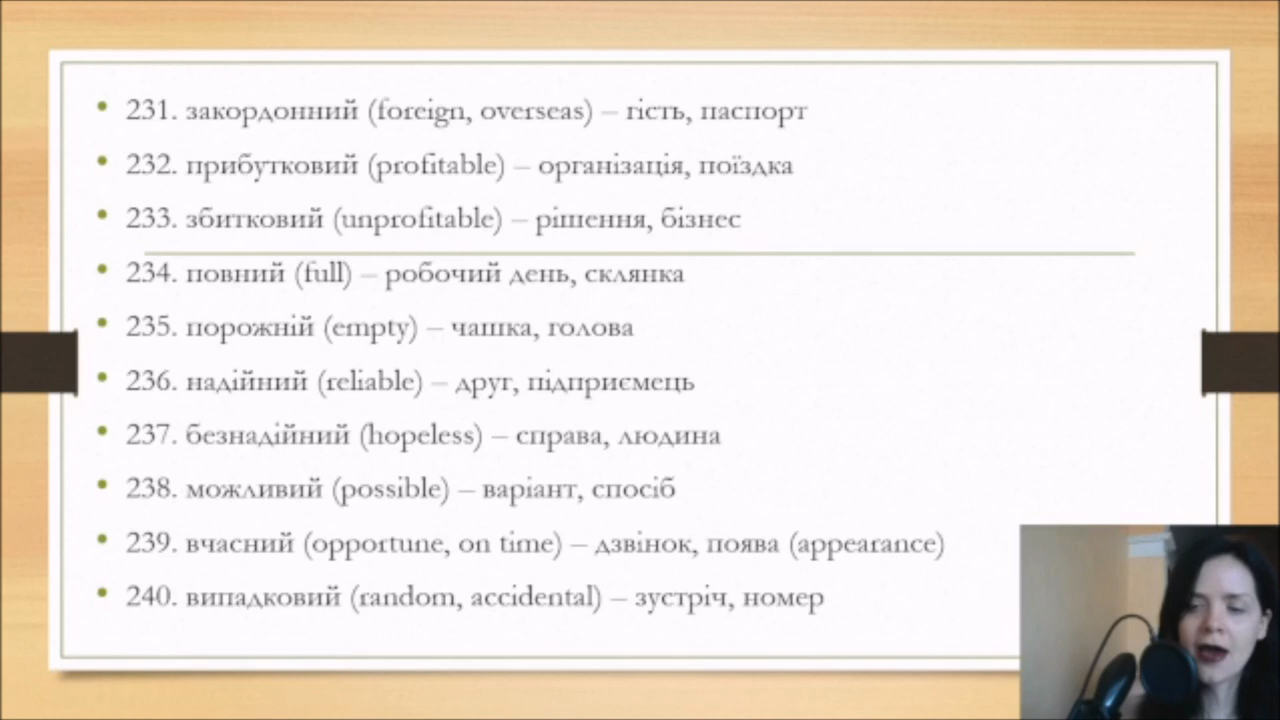 • 231. закордонний (foreign, overseas) – гість, паспорт
• 232. прибутковий (profitable) – організація, поїздка
• 233. збитковий (unprofitable) – рішення, бізнес
• 234. повний (full) – робочий день, склянка
• 235. порожній (empty) – чашка, голова
• 236. надійний (reliable) – друг, підприємець
• 237. безнадійний (hopeless) – справа, людина
• 238. можливий (possible) – варіант, спосіб
• 239. вчасний (opportune, on time) – дзвінок, поява (appearance)
• 240. випадковий (random, accidental) – зустріч, номер